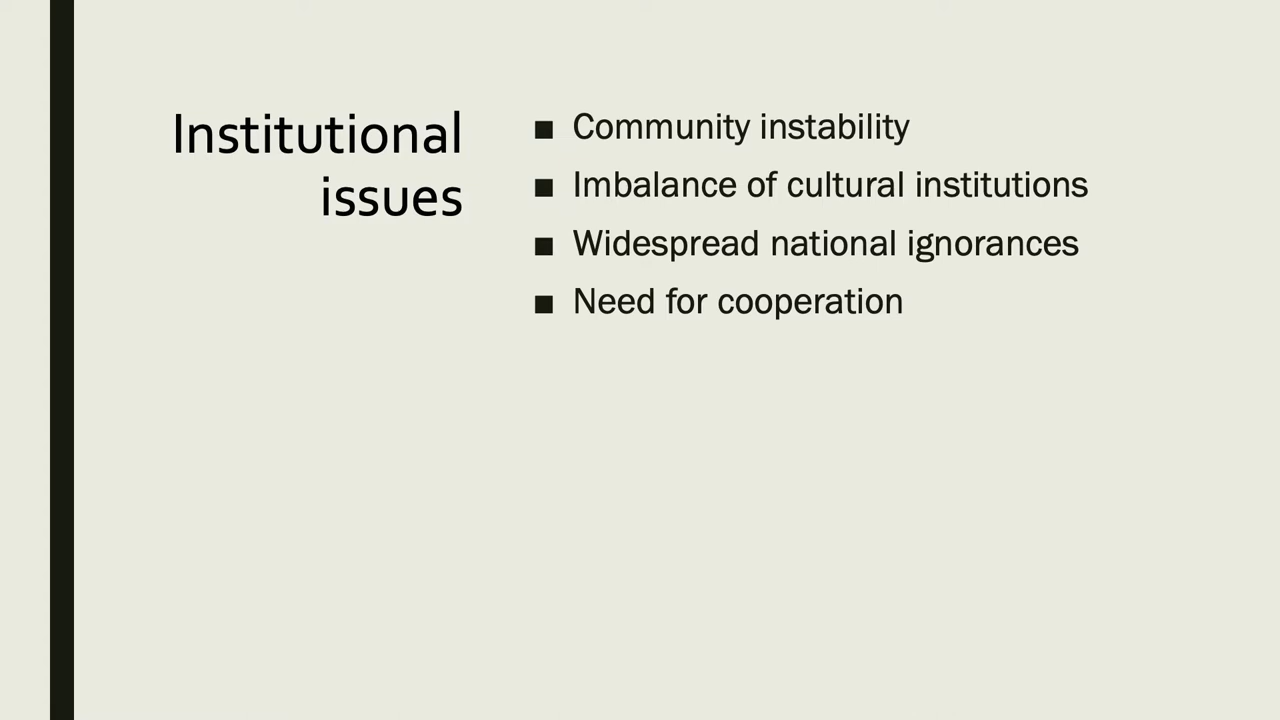 Institutional
issues
■ Community instability
■ Imbalance of cultural institutions
■ Widespread national ignorances
■ Need for cooperation